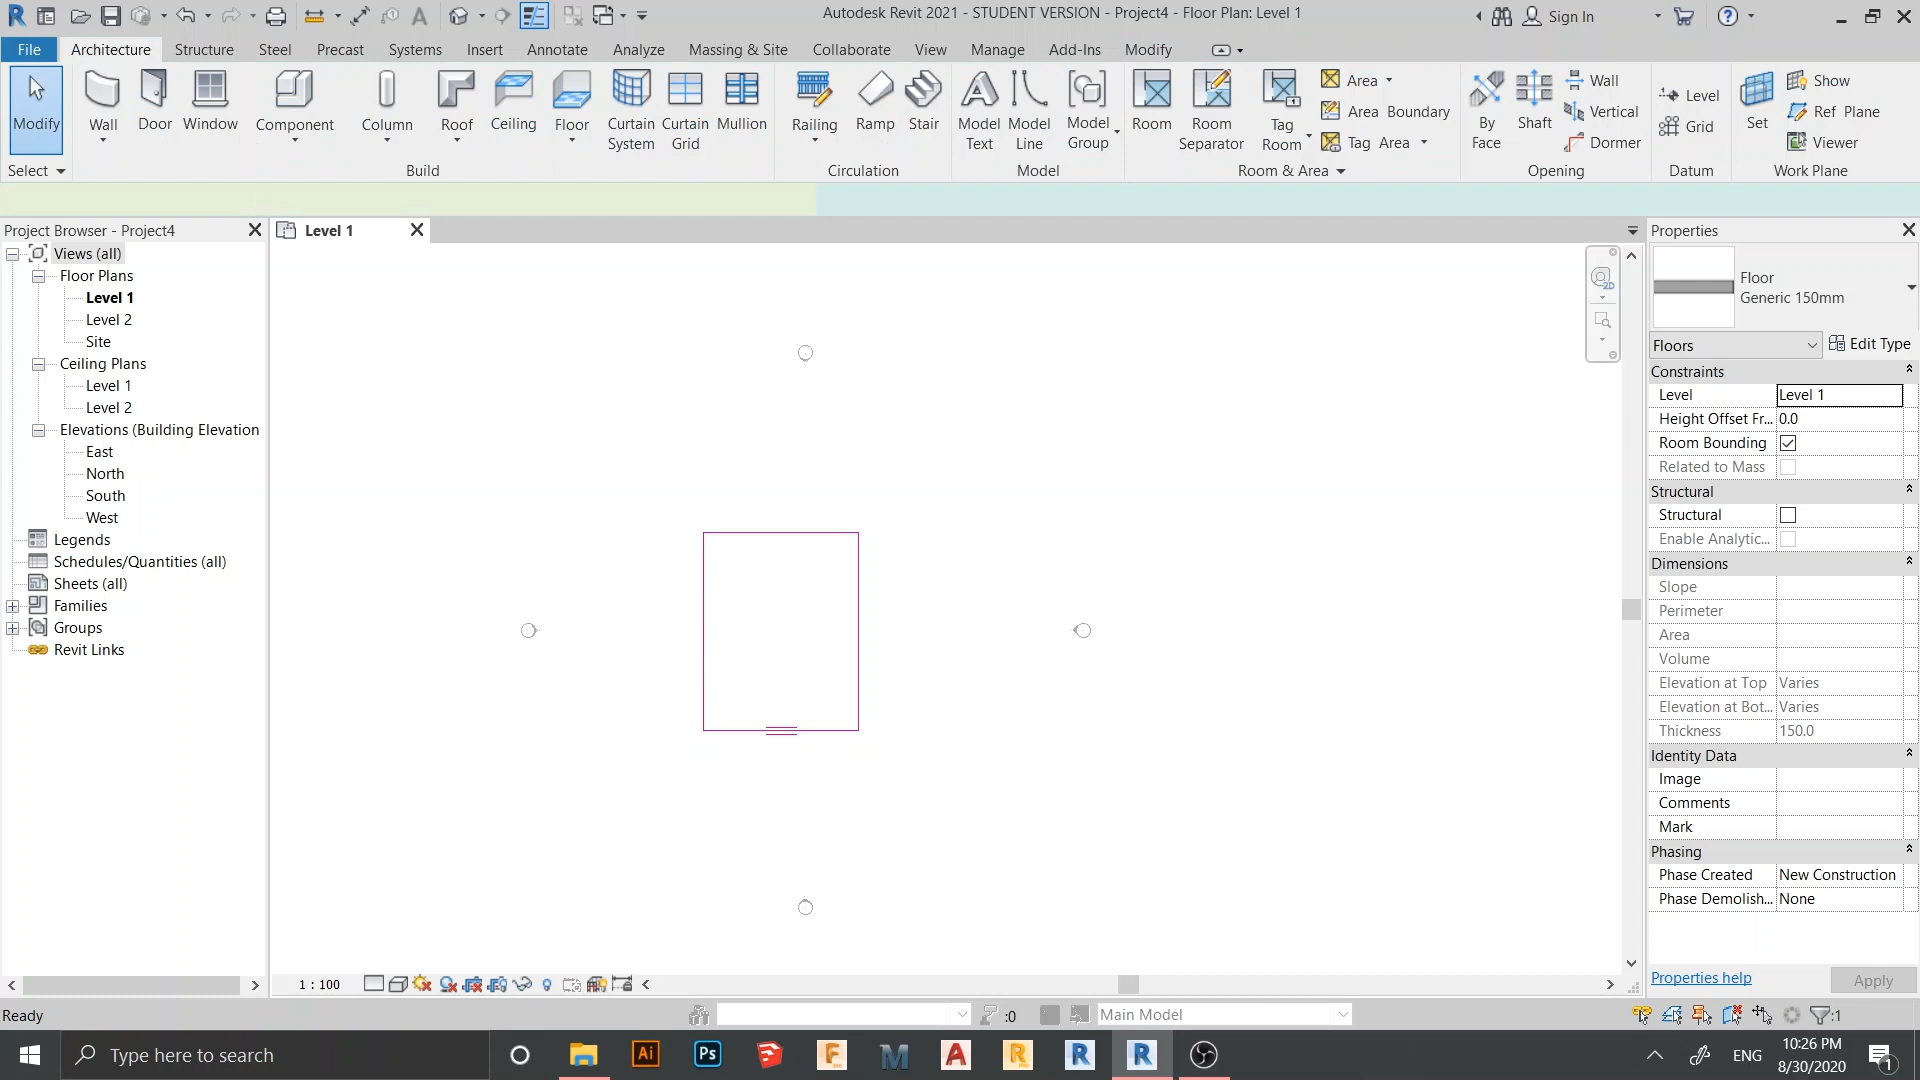 Autodesk Revit 2021 - STUDENT VERSION - Project4 - Floor Plan: Level 1
Sign In
File Architecture Structure Steel Precast Systems Insert Annotate Analyze Massing & Site Collaborate View Manage Add-Ins Modify
Modify
Wall
Door
Window
Component
Column
Roof
Ceiling
Floor
Curtain System
Curtain Grid
Mullion
Railing
Ramp
Stair
Model Text
Model Line
Model Group
Room
Room Separator
Tag Room
Area
Area Boundary
Tag Area
By Face
Shaft
Wall
Vertical
Dormer
Level
Grid
Set
Show
Ref Plane
Viewer
Select
Build
Circulation
Model
Room & Area
Opening
Datum
Work Plane
Project Browser - Project4
Views (all)
Floor Plans
Level 1
Level 2
Site
Ceiling Plans
Level 1
Level 2
Elevations (Building Elevation
East
North
South
West
Legends
Schedules/Quantities (all)
Sheets (all)
Families
Groups
Revit Links
Level 1
2D
Properties
Floor
Generic 150mm
Floors
Edit Type
Constraints
Level Level 1
Height Offset Fr... 0.0
Room Bounding
Related to Mass
Structural
Structural
Enable Analytic...
Dimensions
Slope
Perimeter
Area
Volume
Elevation at Top Varies
Elevation at Bot... Varies
Thickness 150.0
Identity Data
Image
Comments
Mark
Phasing
Phase Created New Construction
Phase Demolish... None
Properties help
Apply
1 : 100
Ready
:0
Main Model
:1
Type here to search
Ai
Ps
ENG
10:26 PM
8/30/2020
1